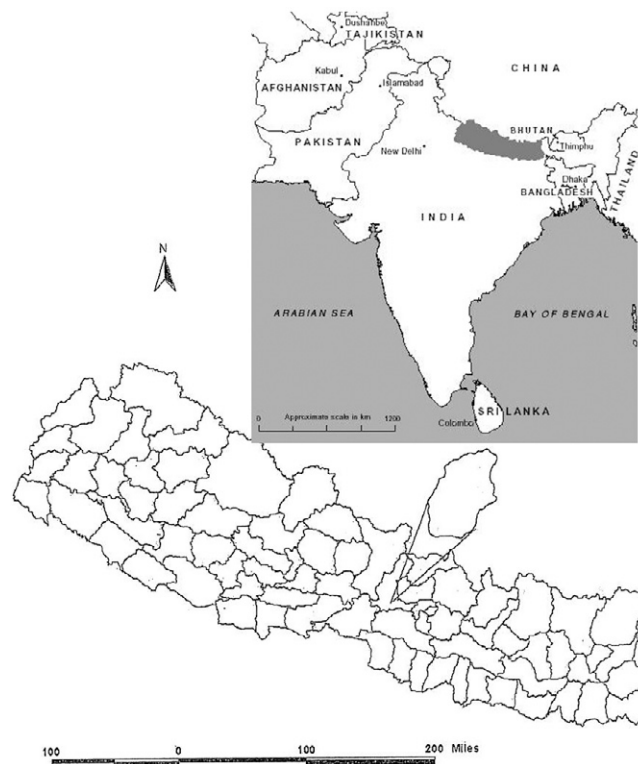 Dushanbe
TAJIKISTAN
Kabul
AFGHANISTAN
Islamabad
CHINA
PAKISTAN
New Delhi
BHUTAN
Thimphu
Dhaka
BANGLADESH
THAILAND
INDIA
N
ARABIAN SEA
BAY OF BENGAL
Approximate scale in km
0 1200
Colombo
SRI LANKA
100 0 100 200 Miles